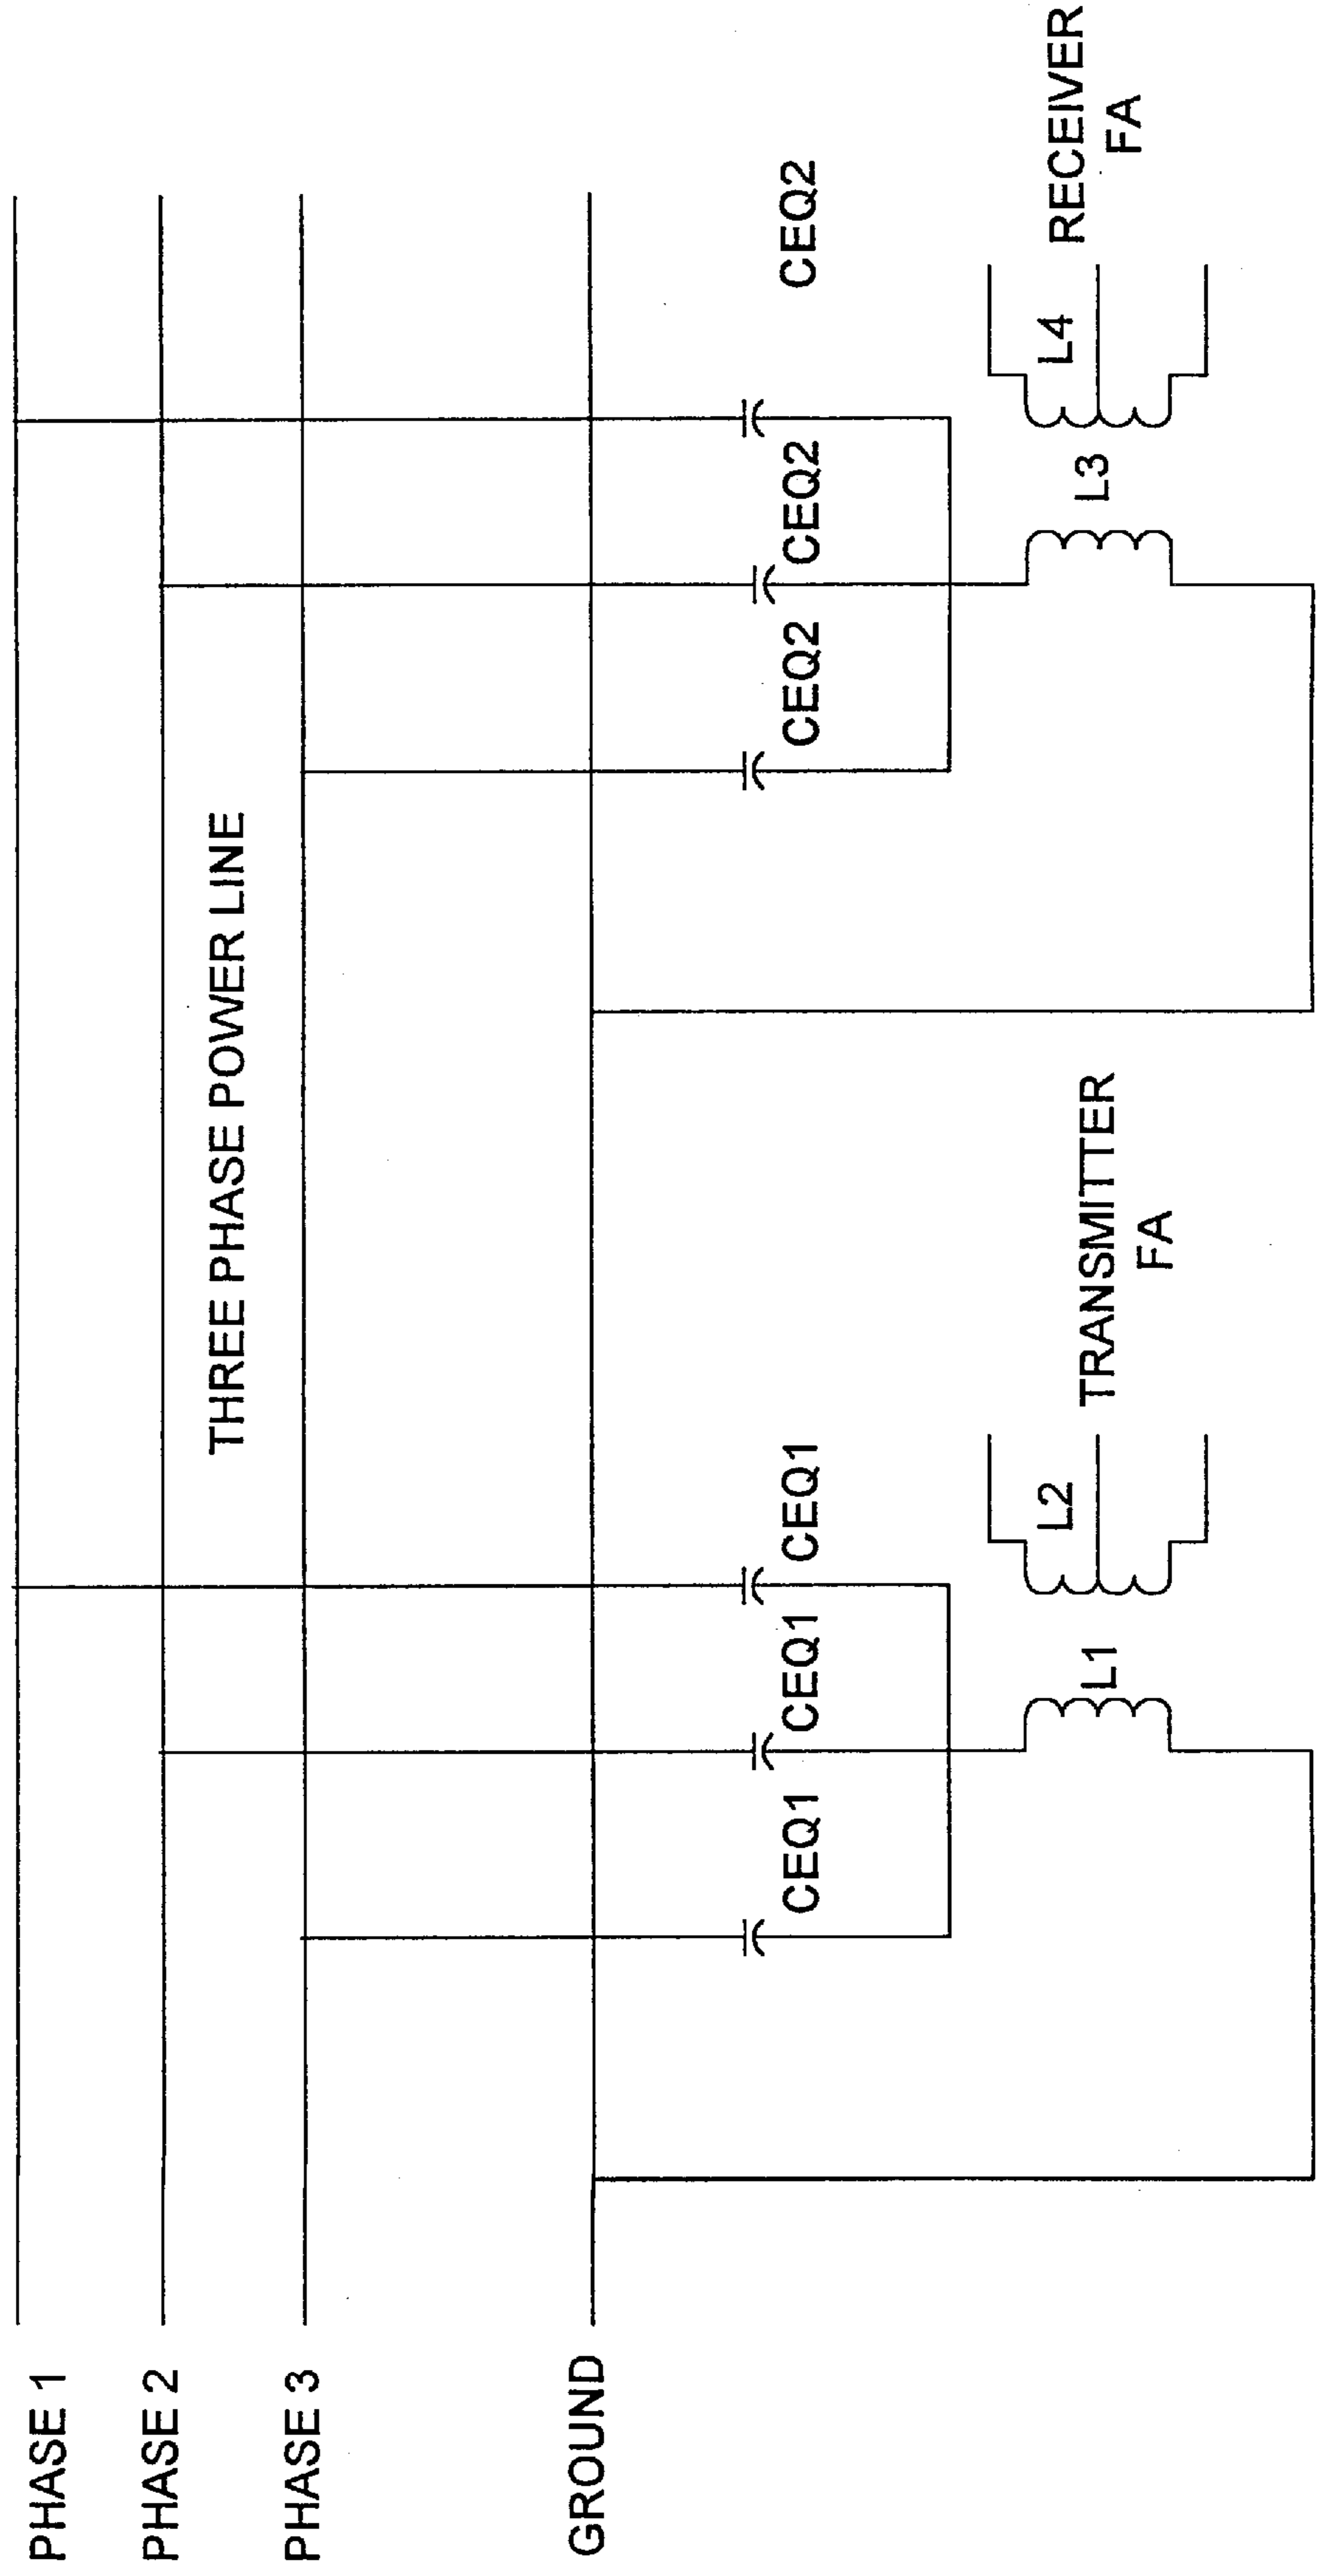 PHASE 1
PHASE 2
THREE PHASE POWER LINE
PHASE 3
GROUND
CEQ1
CEQ1
CEQ1
CEQ2
CEQ2
CEQ2
L1
L2
TRANSMITTER
FA
L3
L4
RECEIVER
FA